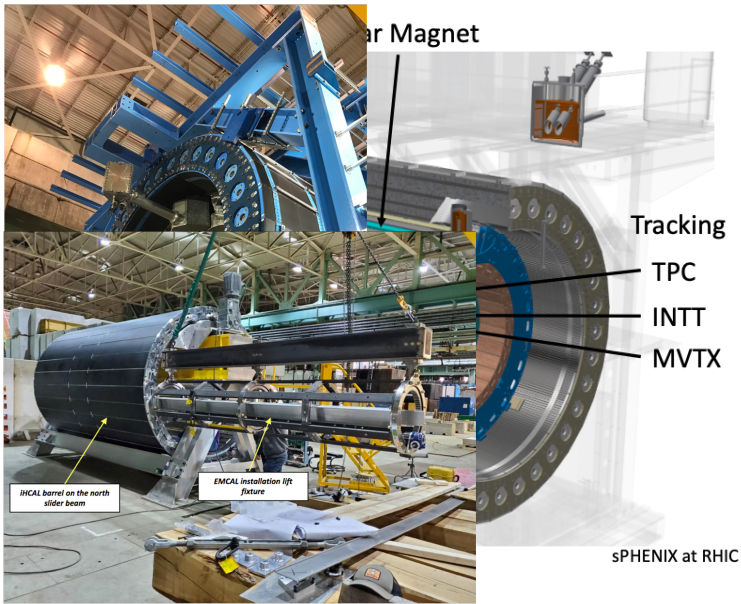 ar Magnet
Tracking
TPC
INTT
MVTX
iHCAL barrel on the north
slider beam
EMCAL installation lift
fixture
sPHENIX at RHIC